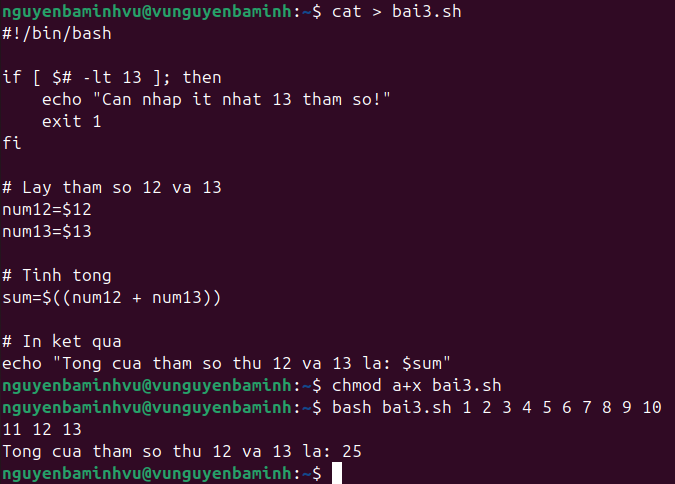 nguyenbaminhvu@vunguyenbaminh:~$ cat > bai3.sh
#!/bin/bash

if [ $# -lt 13 ]; then
    echo "Can nhap it nhat 13 tham so!"
    exit 1
fi

# Lay tham so 12 va 13
num12=$12
num13=$13

# Tinh tong
sum=$((num12 + num13))

# In ket qua
echo "Tong cua tham so thu 12 va 13 la: $sum"
nguyenbaminhvu@vunguyenbaminh:~$ chmod a+x bai3.sh
nguyenbaminhvu@vunguyenbaminh:~$ bash bai3.sh 1 2 3 4 5 6 7 8 9 10
11 12 13
Tong cua tham so thu 12 va 13 la: 25
nguyenbaminhvu@vunguyenbaminh:~$